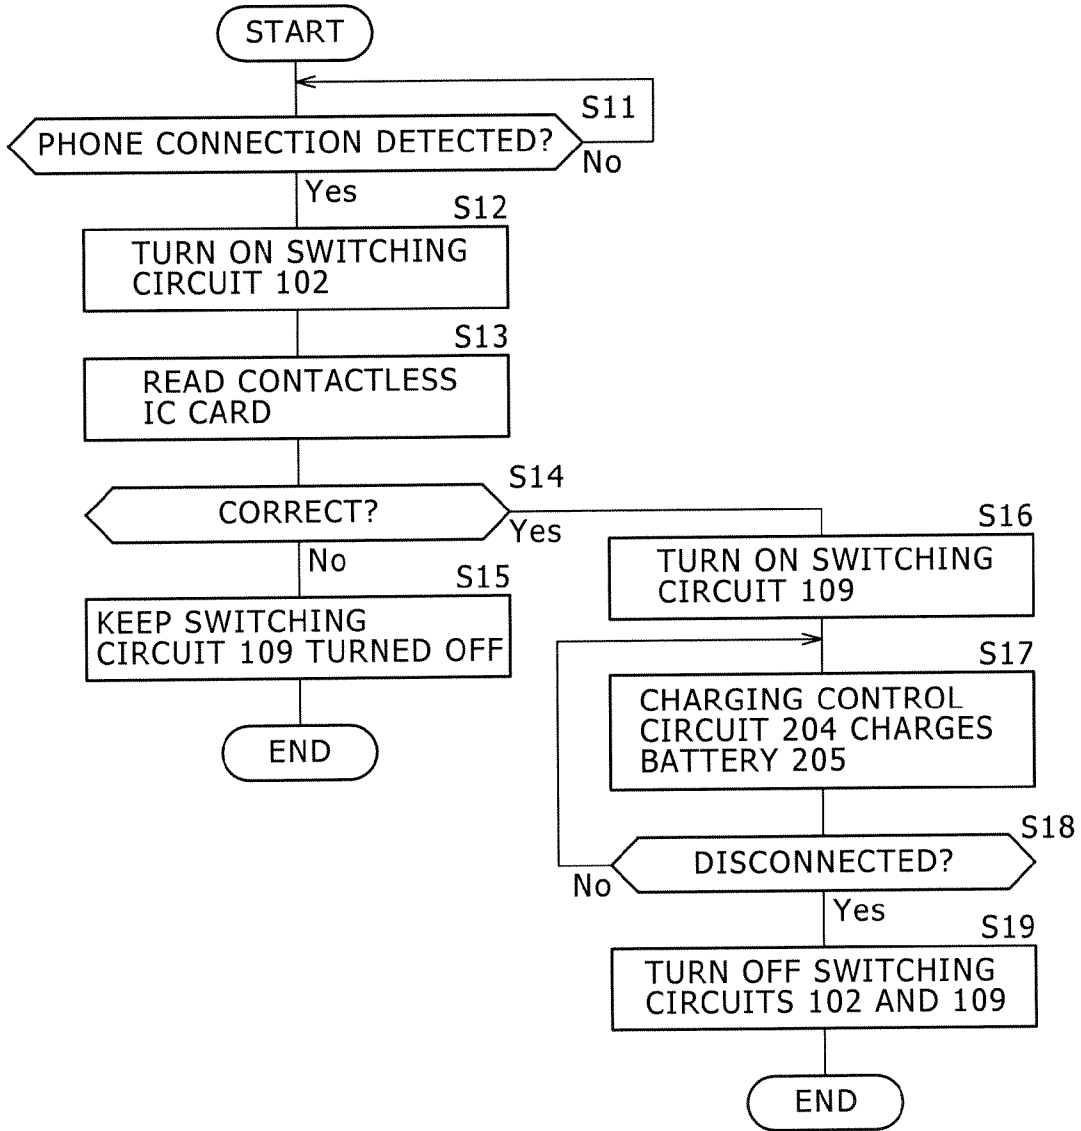 START
S11
PHONE CONNECTION DETECTED?
No
Yes
S12
TURN ON SWITCHING
CIRCUIT 102
S13
READ CONTACTLESS
IC CARD
S14
CORRECT?
Yes
No
S15
KEEP SWITCHING
CIRCUIT 109 TURNED OFF
END
S16
TURN ON SWITCHING
CIRCUIT 109
S17
CHARGING CONTROL
CIRCUIT 204 CHARGES
BATTERY 205
S18
DISCONNECTED?
No
Yes
S19
TURN OFF SWITCHING
CIRCUITS 102 AND 109
END